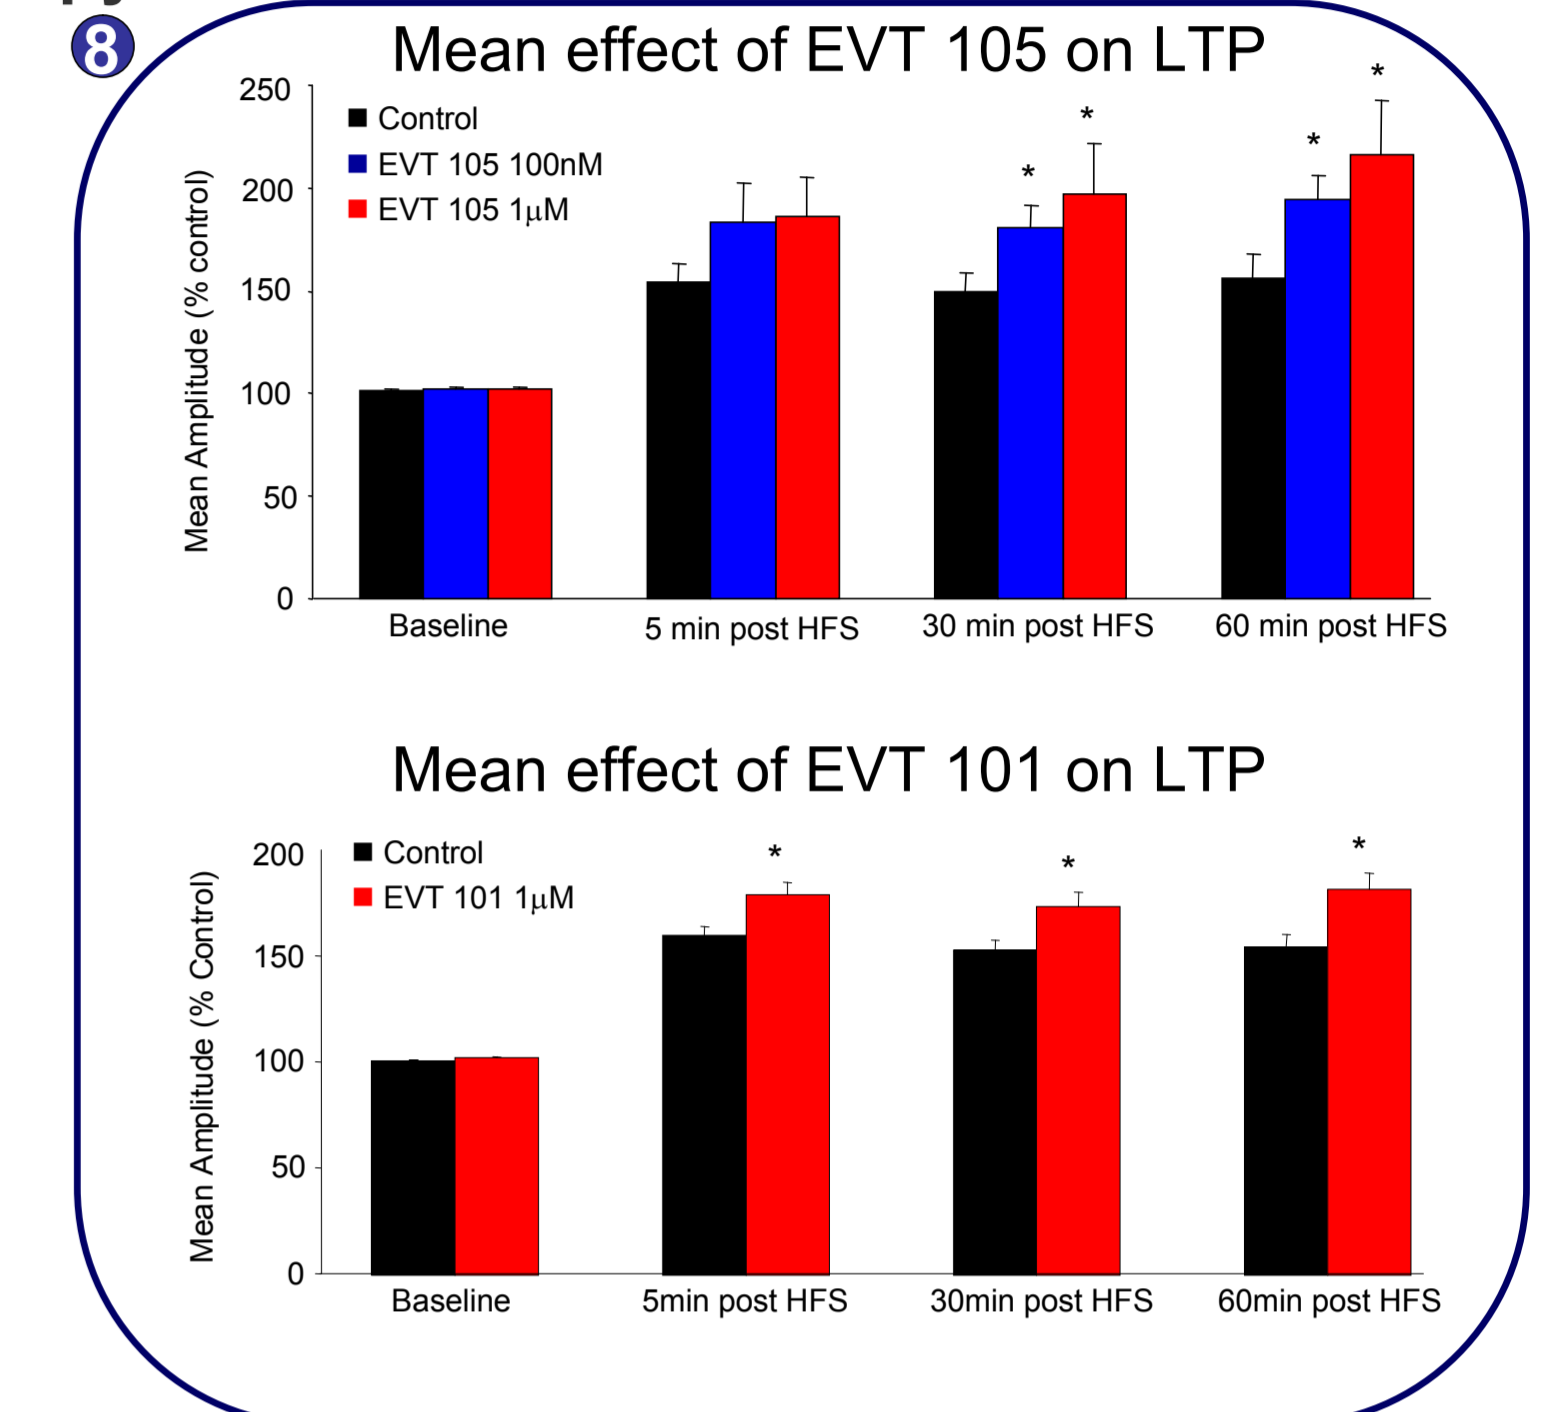 8
Mean effect of EVT 105 on LTP
250
200
150
100
50
0
Mean Amplitude (% control)
Control
EVT 105 100nM
EVT 105 1μM
*
*
*
*
Baseline
5 min post HFS
30 min post HFS
60 min post HFS
Mean effect of EVT 101 on LTP
200
150
100
50
0
Mean Amplitude (% Control)
Control
EVT 101 1μM
*
*
*
Baseline
5min post HFS
30min post HFS
60min post HFS